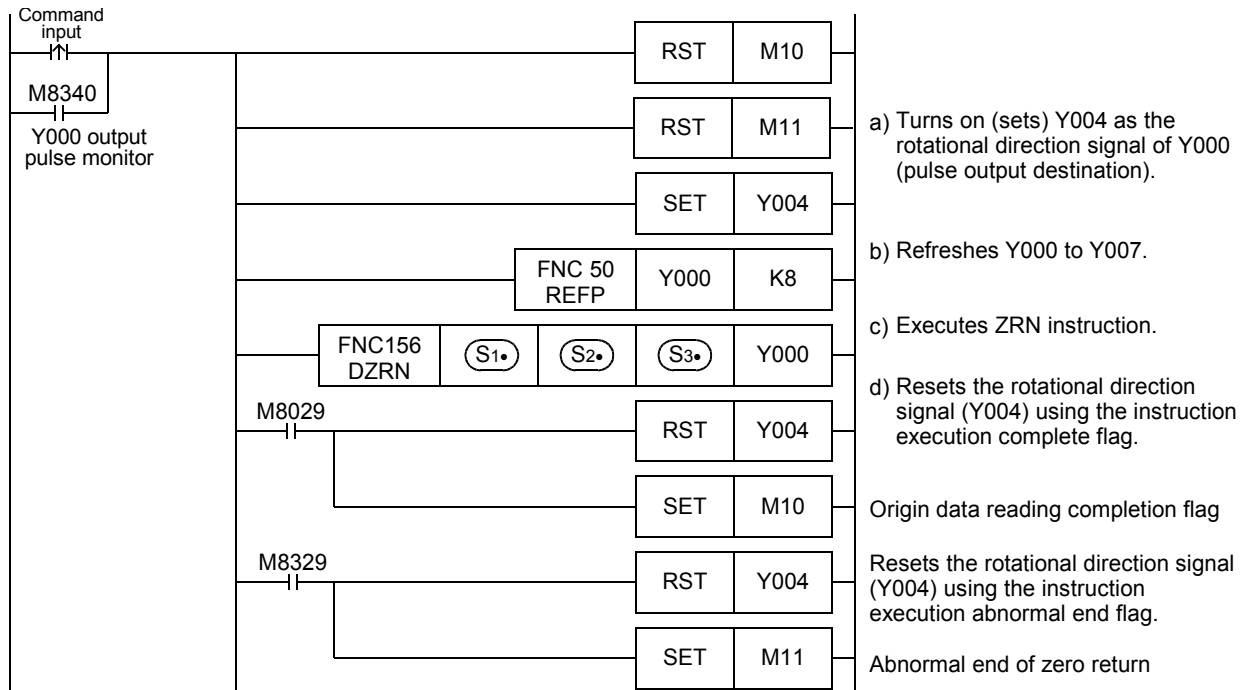 Command
input
RST M10
M8340
Y000 output
pulse monitor
RST M11
a) Turns on (sets) Y004 as the
rotational direction signal of Y000
(pulse output destination).
SET Y004
b) Refreshes Y000 to Y007.
FNC 50
REFP Y000 K8
c) Executes ZRN instruction.
FNC156
DZRN S1• S2• S3• Y000
d) Resets the rotational direction
signal (Y004) using the instruction
execution complete flag.
M8029
RST Y004
SET M10
Origin data reading completion flag
M8329
RST Y004
Resets the rotational direction signal
(Y004) using the instruction
execution abnormal end flag.
SET M11
Abnormal end of zero return